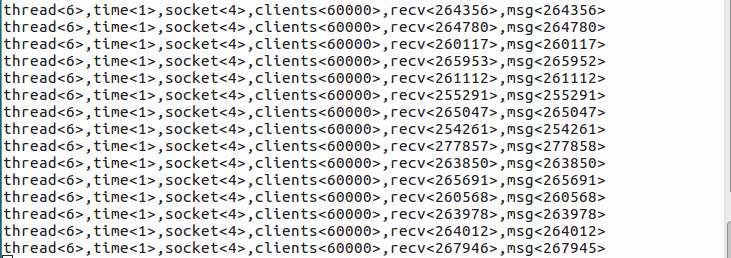 thread<6>,time<1>,socket<4>,clients<60000>,recv<264356>,msg<264356>
thread<6>,time<1>,socket<4>,clients<60000>,recv<264780>,msg<264780>
thread<6>,time<1>,socket<4>,clients<60000>,recv<260117>,msg<260117>
thread<6>,time<1>,socket<4>,clients<60000>,recv<265953>,msg<265952>
thread<6>,time<1>,socket<4>,clients<60000>,recv<261112>,msg<261112>
thread<6>,time<1>,socket<4>,clients<60000>,recv<255291>,msg<255291>
thread<6>,time<1>,socket<4>,clients<60000>,recv<265047>,msg<265047>
thread<6>,time<1>,socket<4>,clients<60000>,recv<254261>,msg<254261>
thread<6>,time<1>,socket<4>,clients<60000>,recv<277857>,msg<277858>
thread<6>,time<1>,socket<4>,clients<60000>,recv<263850>,msg<263850>
thread<6>,time<1>,socket<4>,clients<60000>,recv<265691>,msg<265691>
thread<6>,time<1>,socket<4>,clients<60000>,recv<260568>,msg<260568>
thread<6>,time<1>,socket<4>,clients<60000>,recv<263978>,msg<263978>
thread<6>,time<1>,socket<4>,clients<60000>,recv<264012>,msg<264012>
thread<6>,time<1>,socket<4>,clients<60000>,recv<267946>,msg<267945>